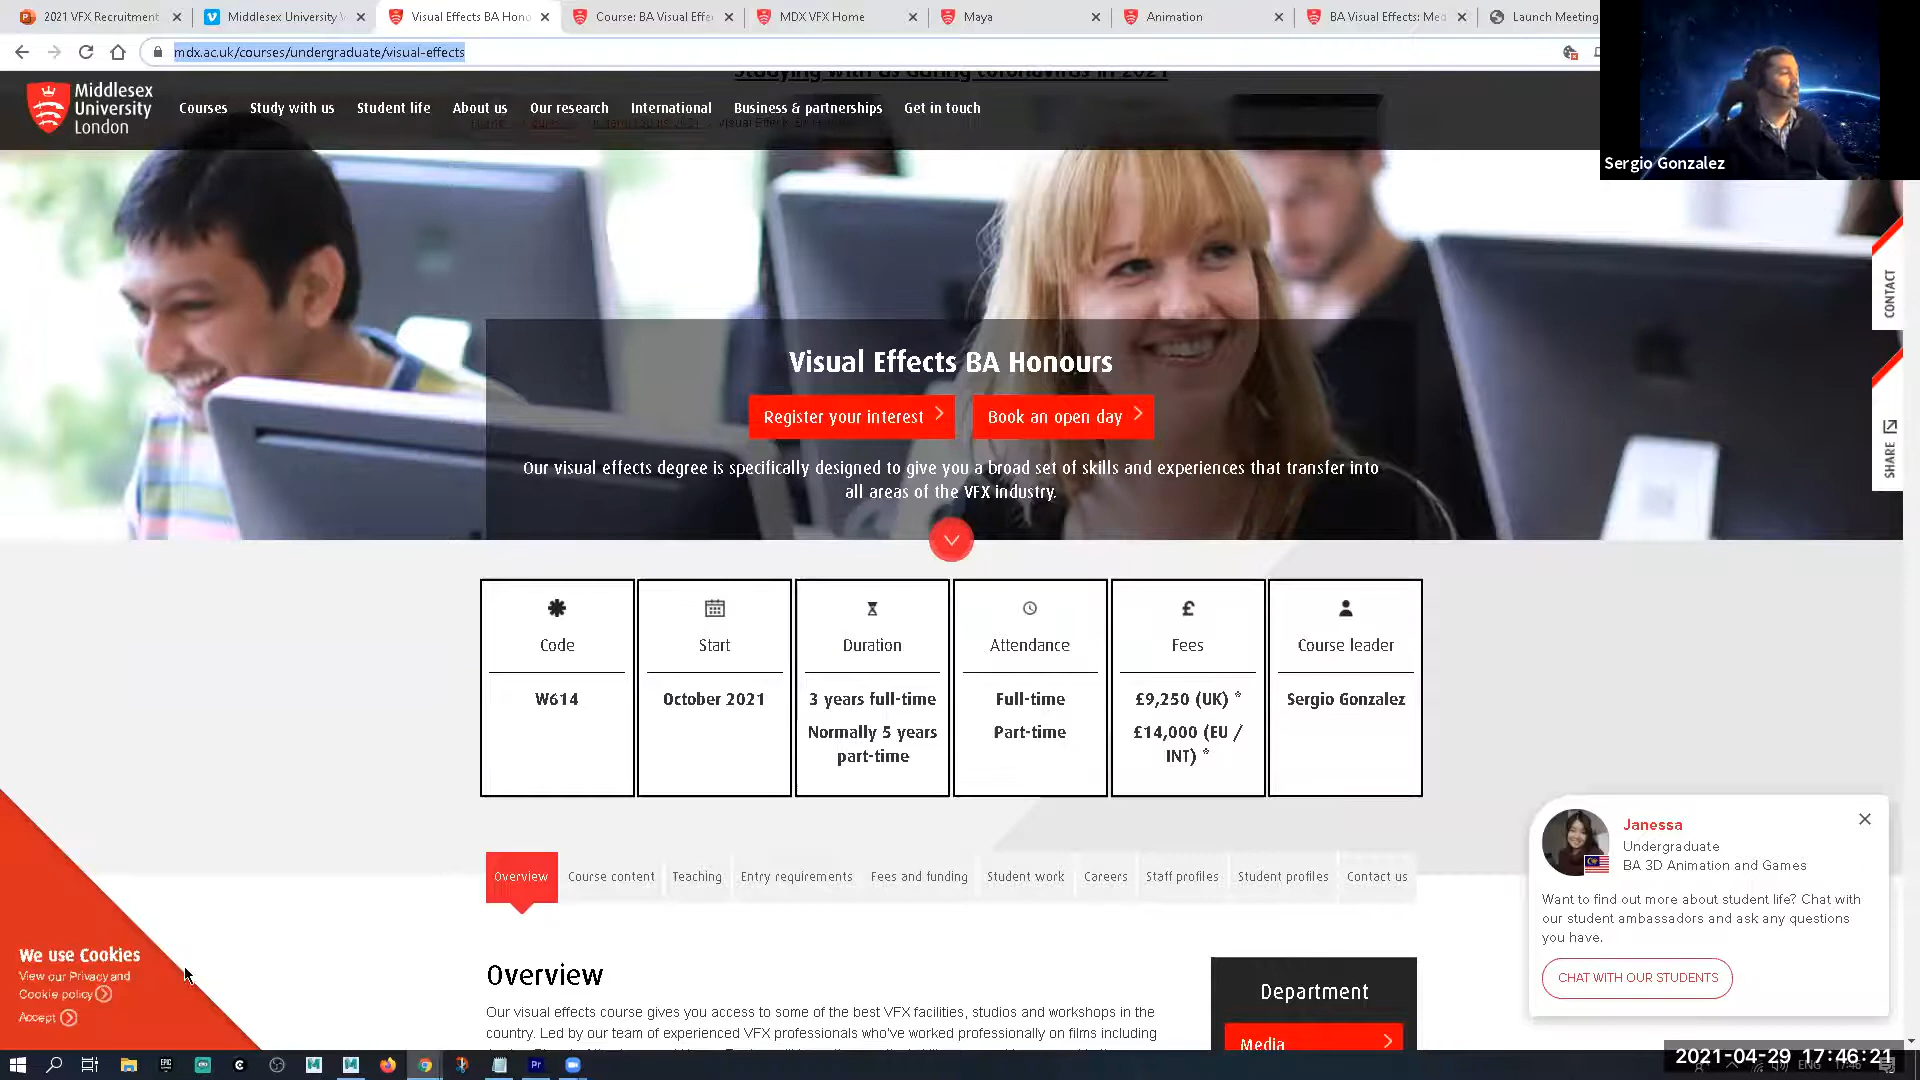 2021 VFX Recruitment
Middlesex University V
Visual Effects BA Hono
Course: BA Visual Effe
MDX VFX Home
Maya
Animation
BA Visual Effects: Med
Launch Meeting
mdx.ac.uk/courses/undergraduate/visual-effects
Studying with us during coronavirus in 2021
Middlesex
University
London
Courses
Study with us
Student life
About us
Our research
International
Business & partnerships
Get in touch
Sergio Gonzalez
CONTACT
SHARE
Visual Effects BA Honours
Register your interest
Book an open day
Our visual effects degree is specifically designed to give you a broad set of skills and experiences that transfer into
all areas of the VFX industry.
Code
W614
Start
October 2021
Duration
3 years full-time
Normally 5 years
part-time
Attendance
Full-time
Part-time
£
Fees
£9,250 (UK) *
£14,000 (EU /
INT) *
Course leader
Sergio Gonzalez
Overview
Course content
Teaching
Entry requirements
Fees and funding
Student work
Careers
Staff profiles
Student profiles
Contact us
Janessa
Undergraduate
BA 3D Animation and Games
Want to find out more about student life? Chat with
our student ambassadors and ask any questions
you have.
CHAT WITH OUR STUDENTS
We use Cookies
View our Privacy and
Cookie policy
Accept
Overview
Our visual effects course gives you access to some of the best VFX facilities, studios and workshops in the
country. Led by our team of experienced VFX professionals who've worked professionally on films including
Department
Media
2021-04-29 17:46:21
ENG
17:46